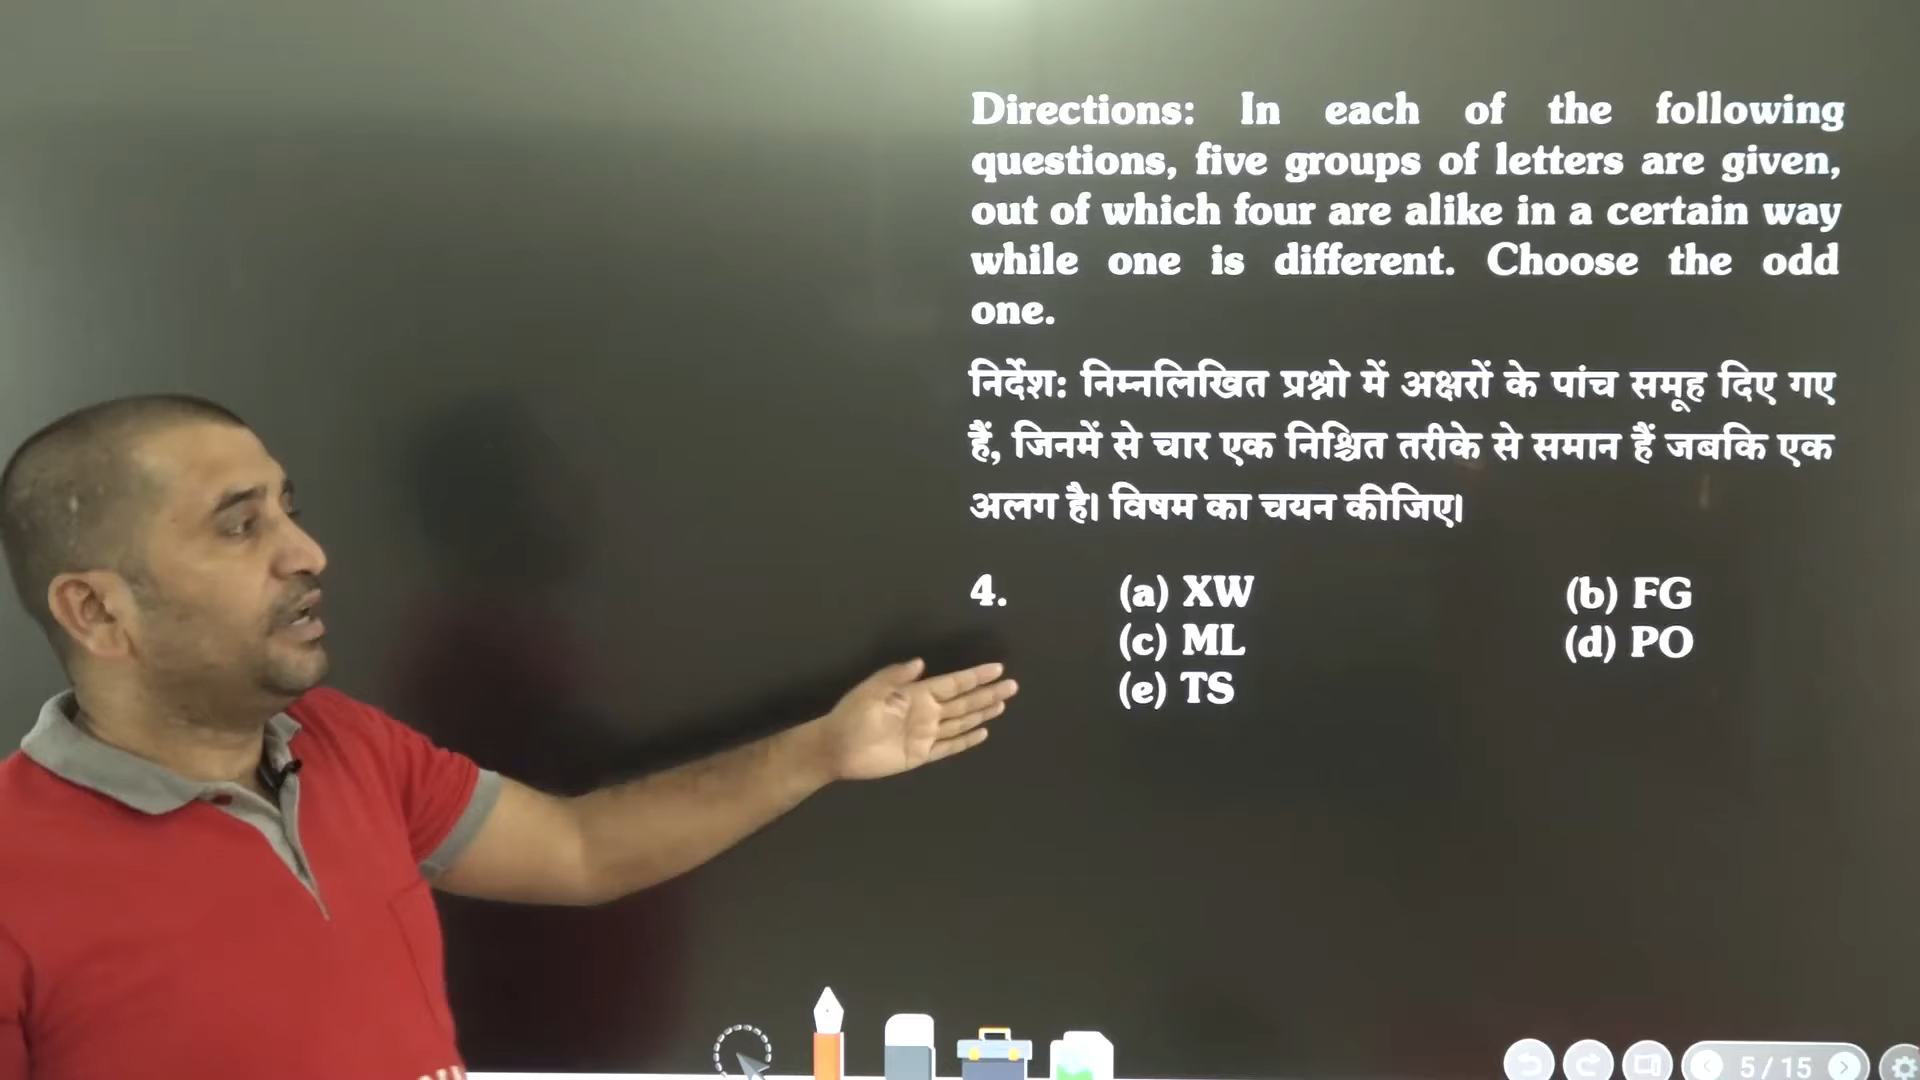 Directions: In each of the following
questions, five groups of letters are given,
out of which four are alike in a certain way
while one is different. Choose the odd
one.
निर्देश: निम्नलिखित प्रश्नो में अक्षरों के पांच समूह दिए गए
हैं, जिनमें से चार एक निश्चित तरीके से समान हैं जबकि एक
अलग है। विषम का चयन कीजिए।
4. (a) XW (b) FG
(c) ML (d) PO
(e) TS
5 / 15